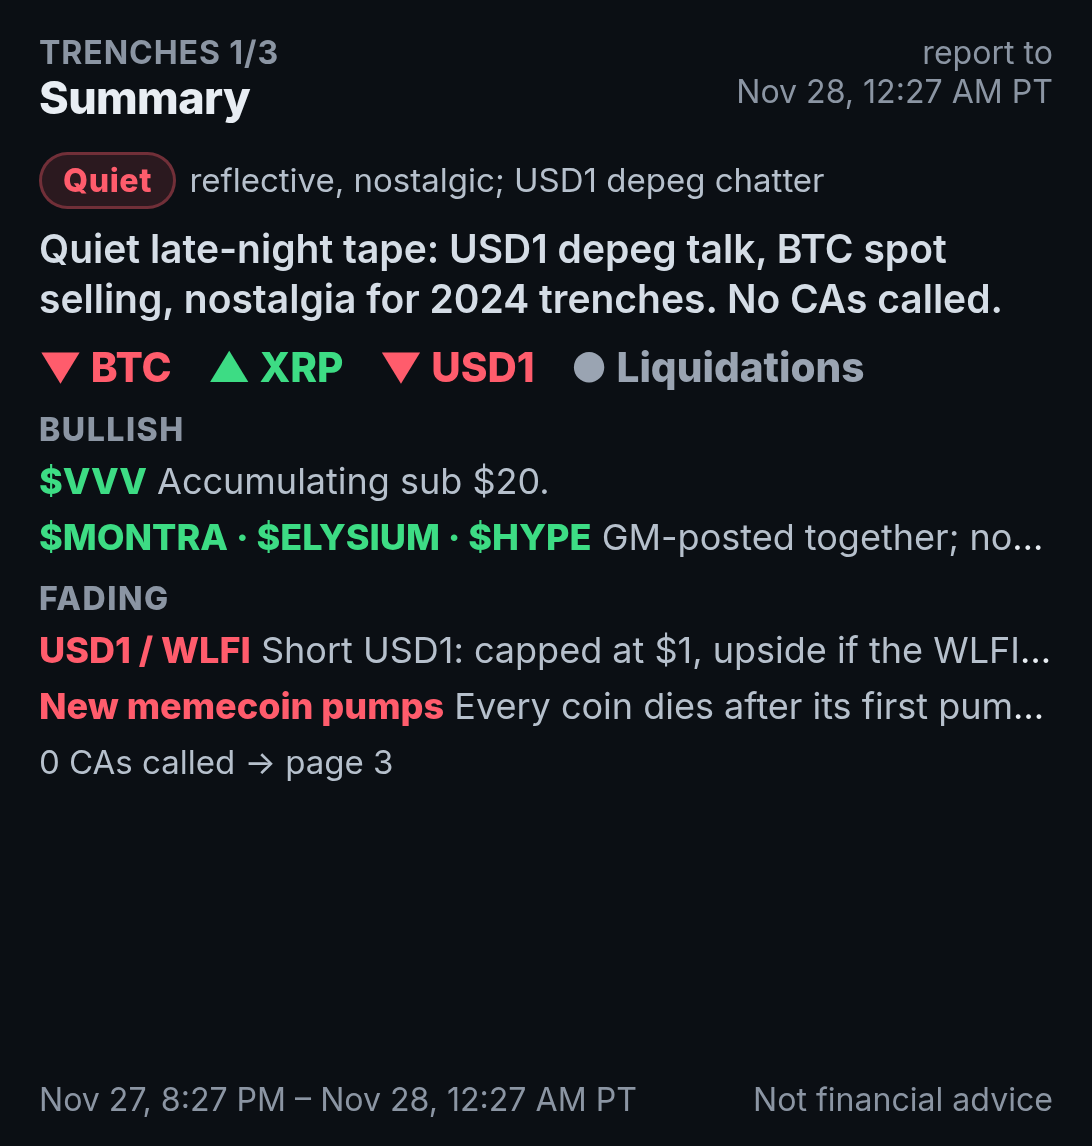 TRENCHES 1/3
Summary
report to
Nov 28, 12:27 AM PT
Quiet reflective, nostalgic; USD1 depeg chatter
Quiet late-night tape: USD1 depeg talk, BTC spot
selling, nostalgia for 2024 trenches. No CAs called.
▼ BTC ▲ XRP ▼ USD1 ● Liquidations
BULLISH
$VVV Accumulating sub $20.
$MONTRA · $ELYSIUM · $HYPE GM-posted together; no...
FADING
USD1 / WLFI Short USD1: capped at $1, upside if the WLFI...
New memecoin pumps Every coin dies after its first pum...
0 CAs called → page 3
Nov 27, 8:27 PM – Nov 28, 12:27 AM PT
Not financial advice